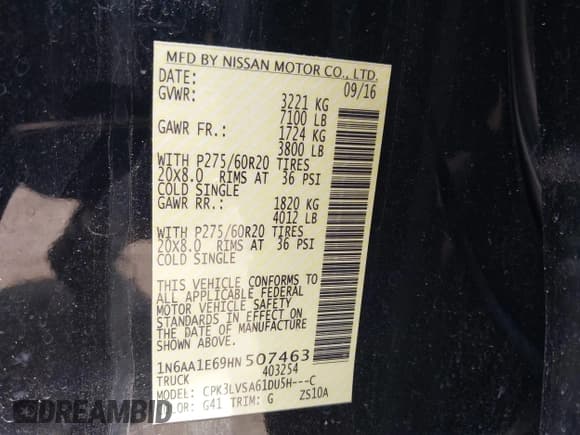 MFD BY NISSAN MOTOR CO., LTD.
DATE: 09/16
GVWR: 3221 KG
7100 LB
GAWR FR.: 1724 KG
3800 LB
WITH P275/60R20 TIRES
20X8.0 RIMS AT 36 PSI
COLD SINGLE
GAWR RR.: 1820 KG
4012 LB
WITH P275/60R20 TIRES
20X8.0 RIMS AT 36 PSI
COLD SINGLE
THIS VEHICLE CONFORMS TO
ALL APPLICABLE FEDERAL
MOTOR VEHICLE SAFETY
STANDARDS IN EFFECT ON
THE DATE OF MANUFACTURE
SHOWN ABOVE.
1N6AA1E69HN507463
TRUCK 403254
MODEL: CPK3LVSA61DU5H---C
COLOR: G41 TRIM: G ZS10A
DREAMBID